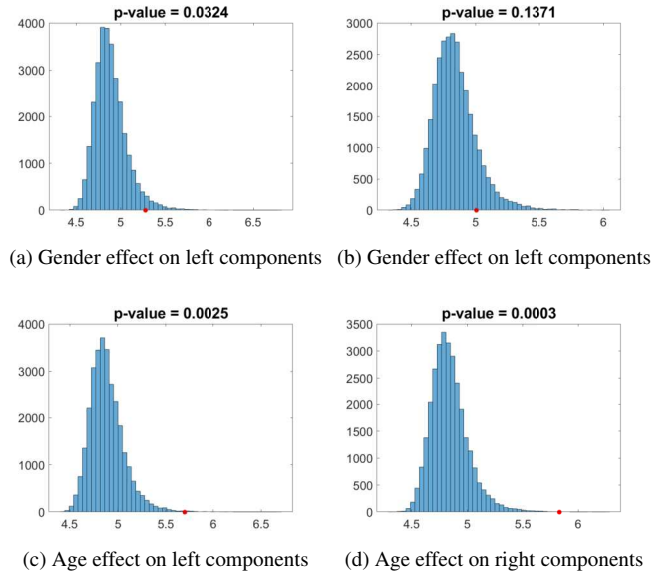 p-value = 0.0324
4000
3000
2000
1000
0
4.5 5 5.5 6 6.5
(a) Gender effect on left components
p-value = 0.1371
3000
2500
2000
1500
1000
500
0
4.5 5 5.5 6
(b) Gender effect on left components
p-value = 0.0025
4000
3000
2000
1000
0
4.5 5 5.5 6 6.5
(c) Age effect on left components
p-value = 0.0003
3500
3000
2500
2000
1500
1000
500
0
4.5 5 5.5 6
(d) Age effect on right components